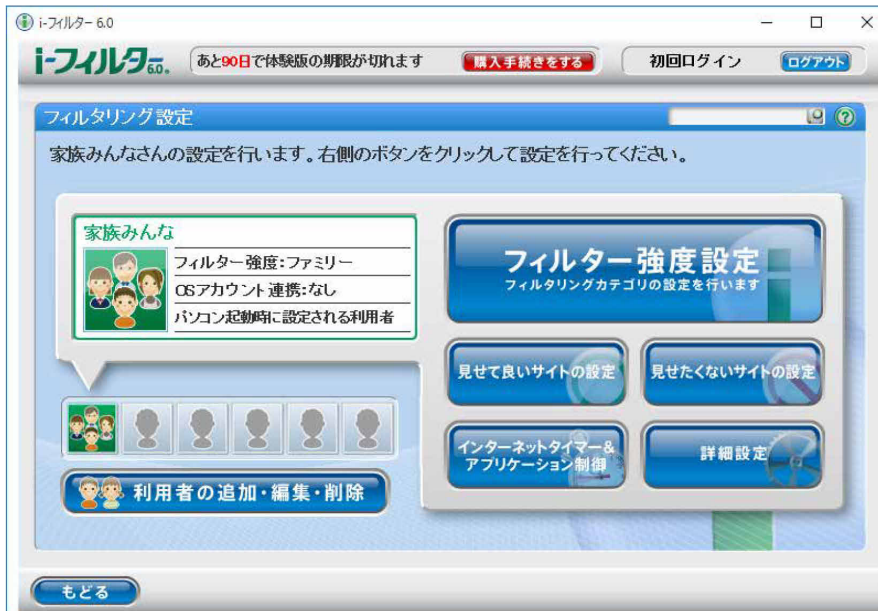 i-フィルター 6.0
i-フィルター6.0.
あと90日で体験版の期限が切れます
購入手続きをする
初回ログイン
ログアウト
フィルタリング設定
?
家族みんなさんの設定を行います。右側のボタンをクリックして設定を行ってください。
家族みんな
フィルター強度:ファミリー
OSアカウント連携:なし
パソコン起動時に設定される利用者
フィルター強度設定
フィルタリングカテゴリの設定を行います
見せて良いサイトの設定
見せたくないサイトの設定
インターネットタイマー&
アプリケーション制御
詳細設定
利用者の追加・編集・削除
もどる